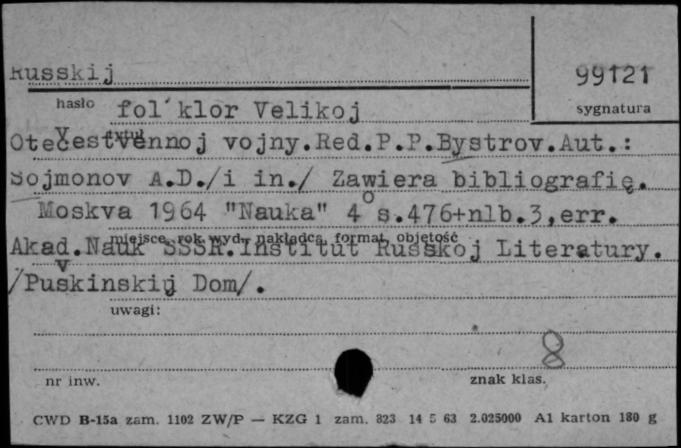 Russkij
99121
hasło fol'klor Velikoj
sygnatura
tytuł
Otečestvennoj vojny.Red.P.P.Bystrov.Aut.:
Sojmonov A.D./i in./ Zawiera bibliografię.
Moskva 1964 "Nauka" 4° s.476+nlb.3,err.
miejsce, rok wyd., nakładca, format, objętość
Akad.Nauk SSSR.Institut Russkoj Literatury.
/Puškinskij Dom/.
uwagi:
8
nr inw.
znak klas.
CWD B-15a zam. 1102 ZW/P — KZG 1 zam. 823 14 5 63 2.025000 A1 karton 180 g